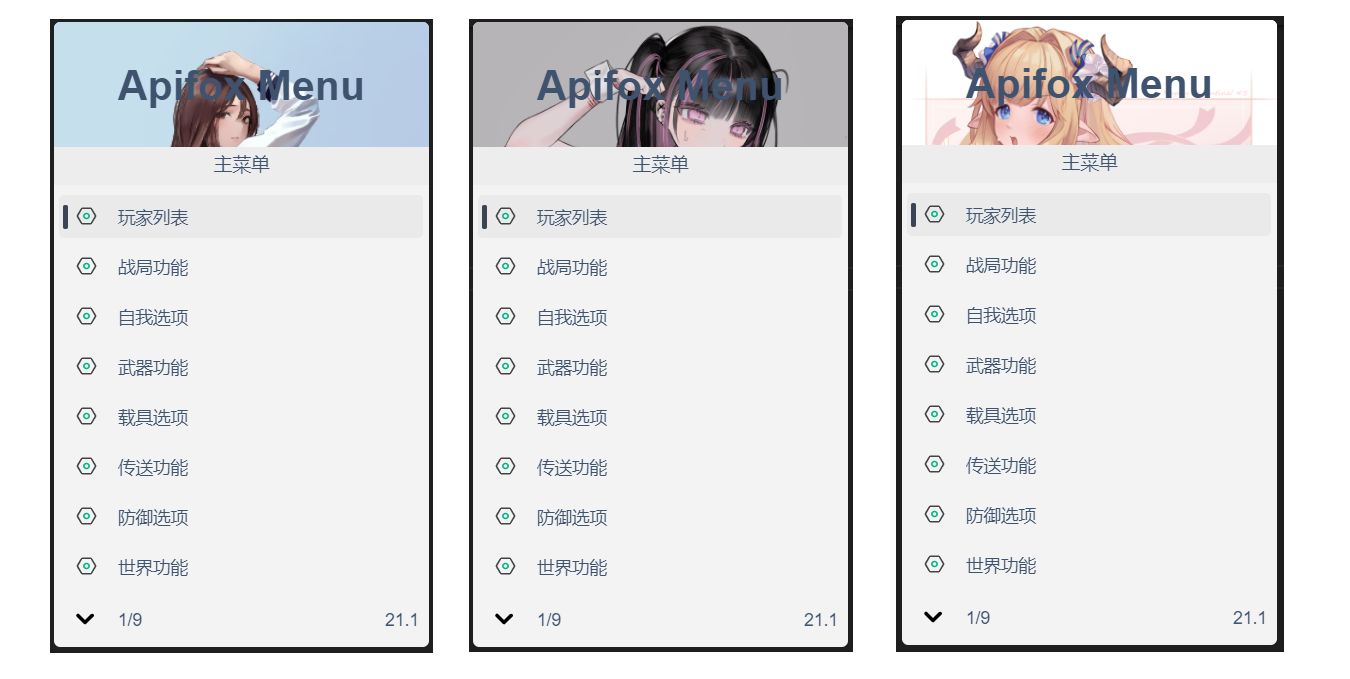 Apifox Menu
主菜单
玩家列表
战局功能
自我选项
武器功能
载具选项
传送功能
防御选项
世界功能
1/9 21.1
Apifox Menu
主菜单
玩家列表
战局功能
自我选项
武器功能
载具选项
传送功能
防御选项
世界功能
1/9 21.1
Apifox Menu
主菜单
玩家列表
战局功能
自我选项
武器功能
载具选项
传送功能
防御选项
世界功能
1/9 21.1